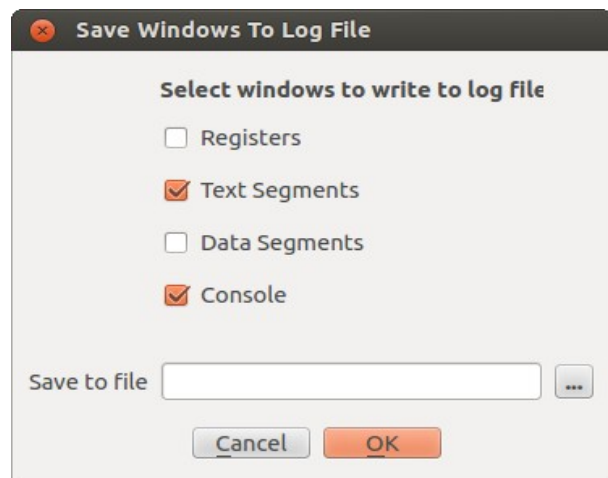 Save Windows To Log File
Select windows to write to log file
Registers
Text Segments
Data Segments
Console
Save to file
...
Cancel
OK